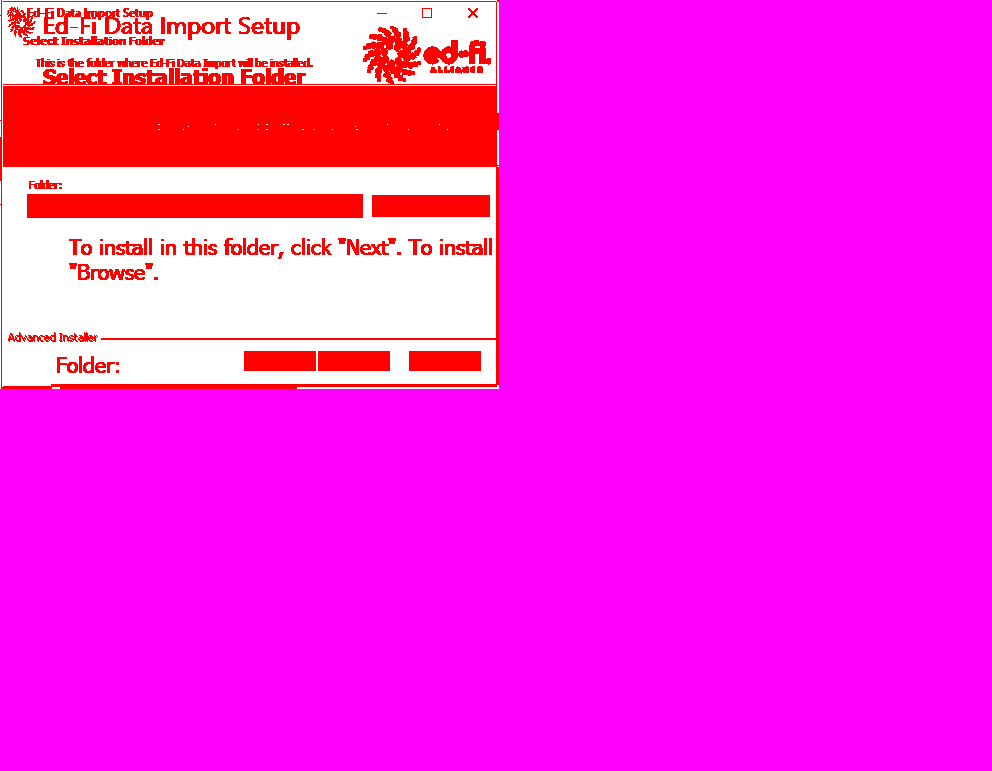 Ed-Fi Data Import Setup
Ed-Fi Data Import Setup
Select Installation Folder
This is the folder where Ed-Fi Data Import will be installed.
Select Installation Folder
ed-fi.
ALLIANCE
Folder:
To install in this folder, click "Next". To install
"Browse".
Advanced Installer
Folder: